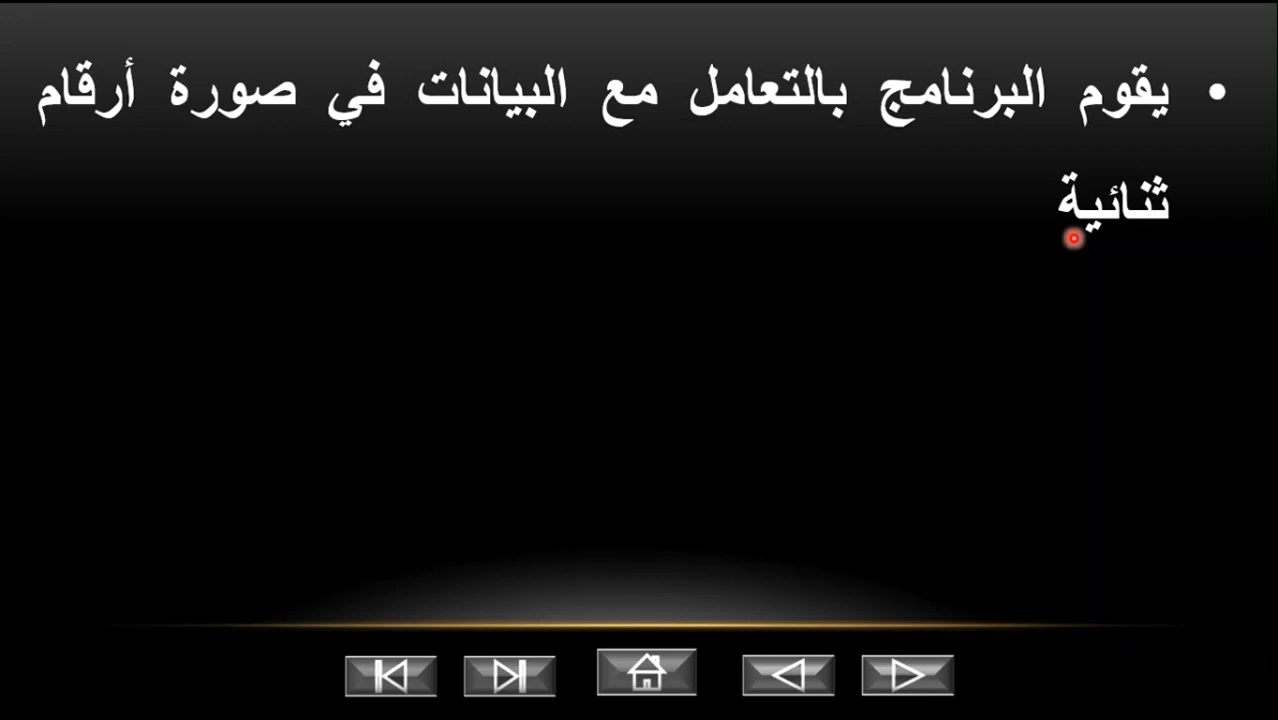 • يقوم البرنامج بالتعامل مع البيانات في صورة أرقام
ثنائية